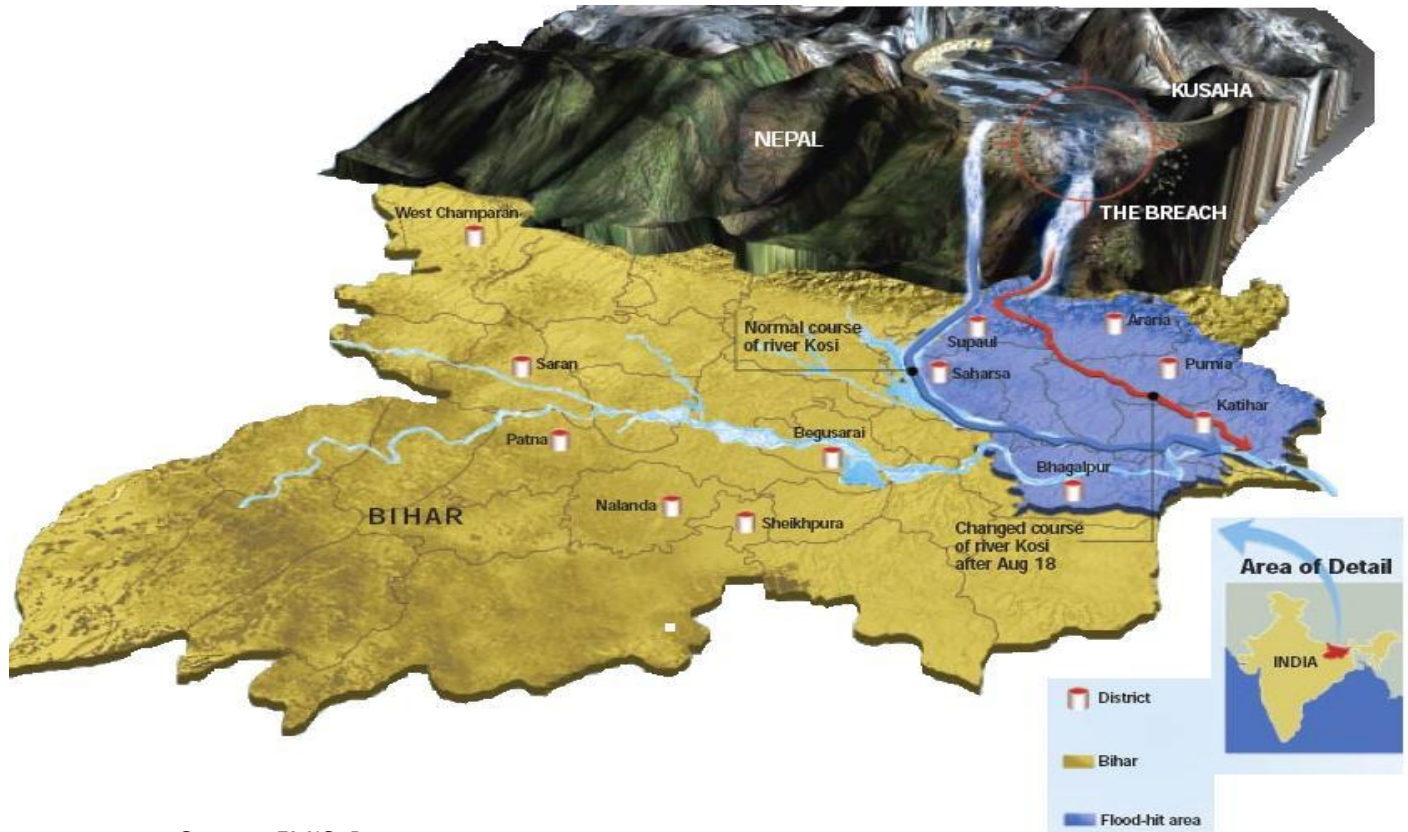 KUSAHA
NEPAL
THE BREACH
West Champaran
Normal course
of river Kosi
Supaul
Araria
Saran
Saharsa
Purnia
Katihar
Patna
Begusarai
Bhagalpur
Nalanda
Sheikhpura
BIHAR
Changed course
of river Kosi
after Aug 18
Area of Detail
INDIA
District
Bihar
Flood-hit area